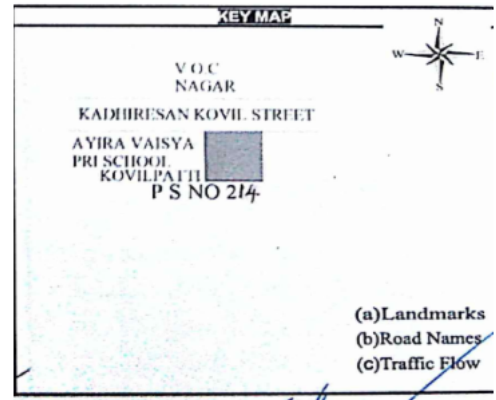 KEY MAP
N
W E
S
V O C
NAGAR
KADHIRESAN KOVIL STREET
AYIRA VAISYA
PRI SCHOOL
KOVILPATTI
P S NO 214
(a)Landmarks
(b)Road Names
(c)Traffic Flow